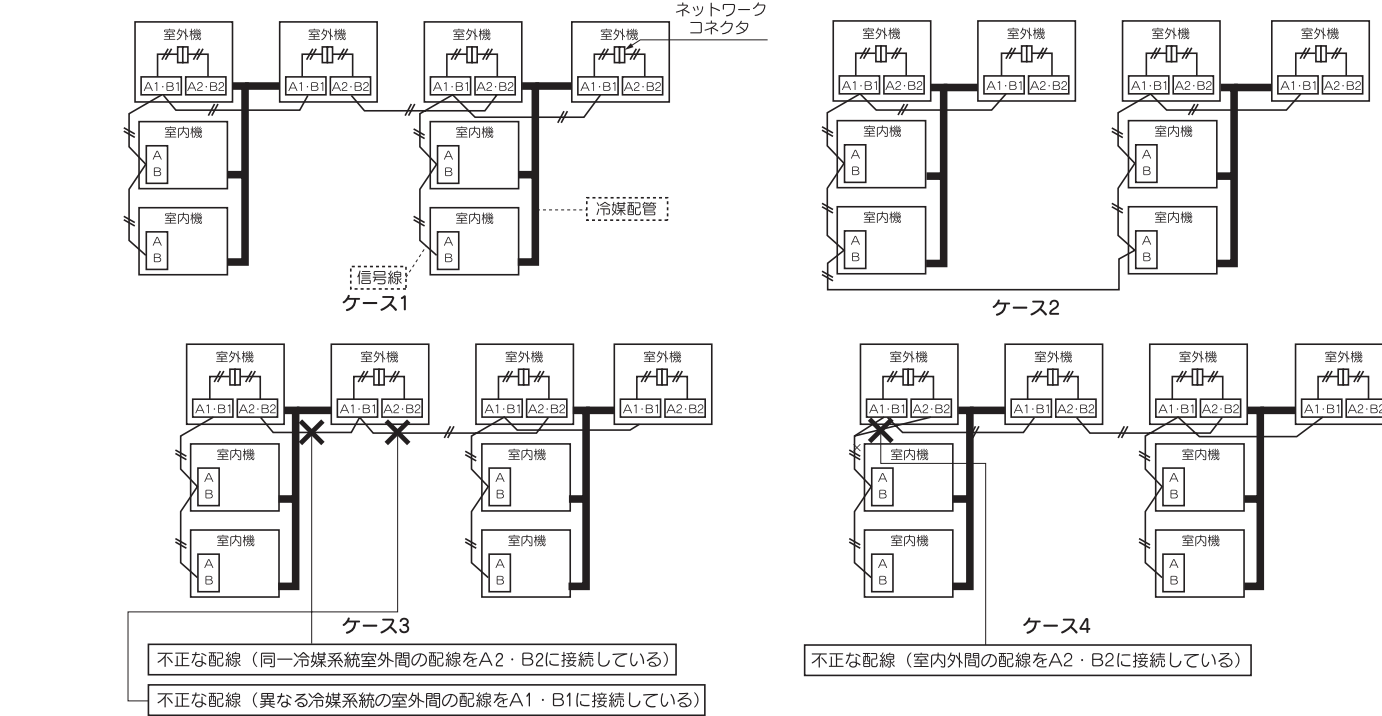 ネットワーク
コネクタ
室外機
室外機
室外機
室外機
A1・B1 A2・B2
A1・B1 A2・B2
A1・B1 A2・B2
A1・B1 A2・B2
室内機
A
B
室内機
A
B
室内機
A
B
室内機
A
B
冷媒配管
信号線
ケース1
室外機
室外機
室外機
室外機
A1・B1 A2・B2
A1・B1 A2・B2
A1・B1 A2・B2
A1・B1 A2・B2
室内機
A
B
室内機
A
B
室内機
A
B
室内機
A
B
ケース2
室外機
室外機
室外機
室外機
A1・B1 A2・B2
A1・B1 A2・B2
A1・B1 A2・B2
A1・B1 A2・B2
室内機
A
B
室内機
A
B
室内機
A
B
室内機
A
B
ケース3
不正な配線（同一冷媒系統室外間の配線をA2・B2に接続している）
不正な配線（異なる冷媒系統の室外間の配線をA1・B1に接続している）
室外機
室外機
室外機
室外機
A1・B1 A2・B2
A1・B1 A2・B2
A1・B1 A2・B2
A1・B1 A2・B2
室内機
A
B
室内機
A
B
室内機
A
B
室内機
A
B
ケース4
不正な配線（室内外間の配線をA2・B2に接続している）